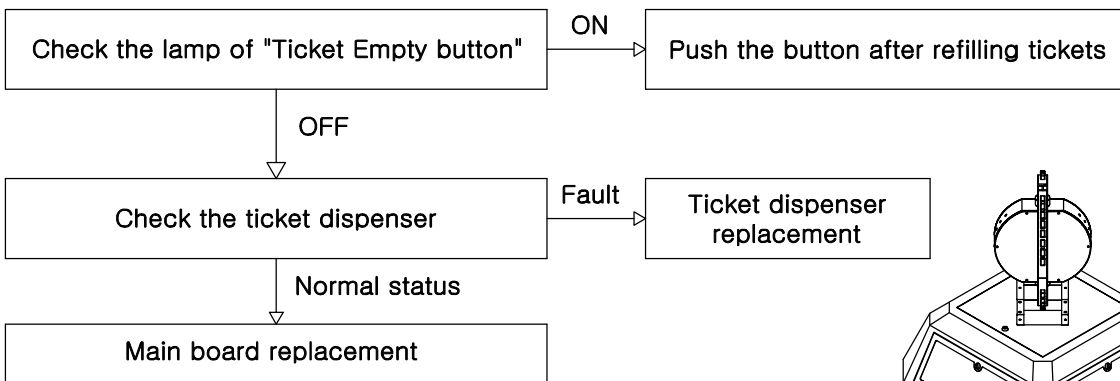 Check the lamp of "Ticket Empty button"
ON
Push the button after refilling tickets
OFF
Check the ticket dispenser
Fault
Ticket dispenser
replacement
Normal status
Main board replacement